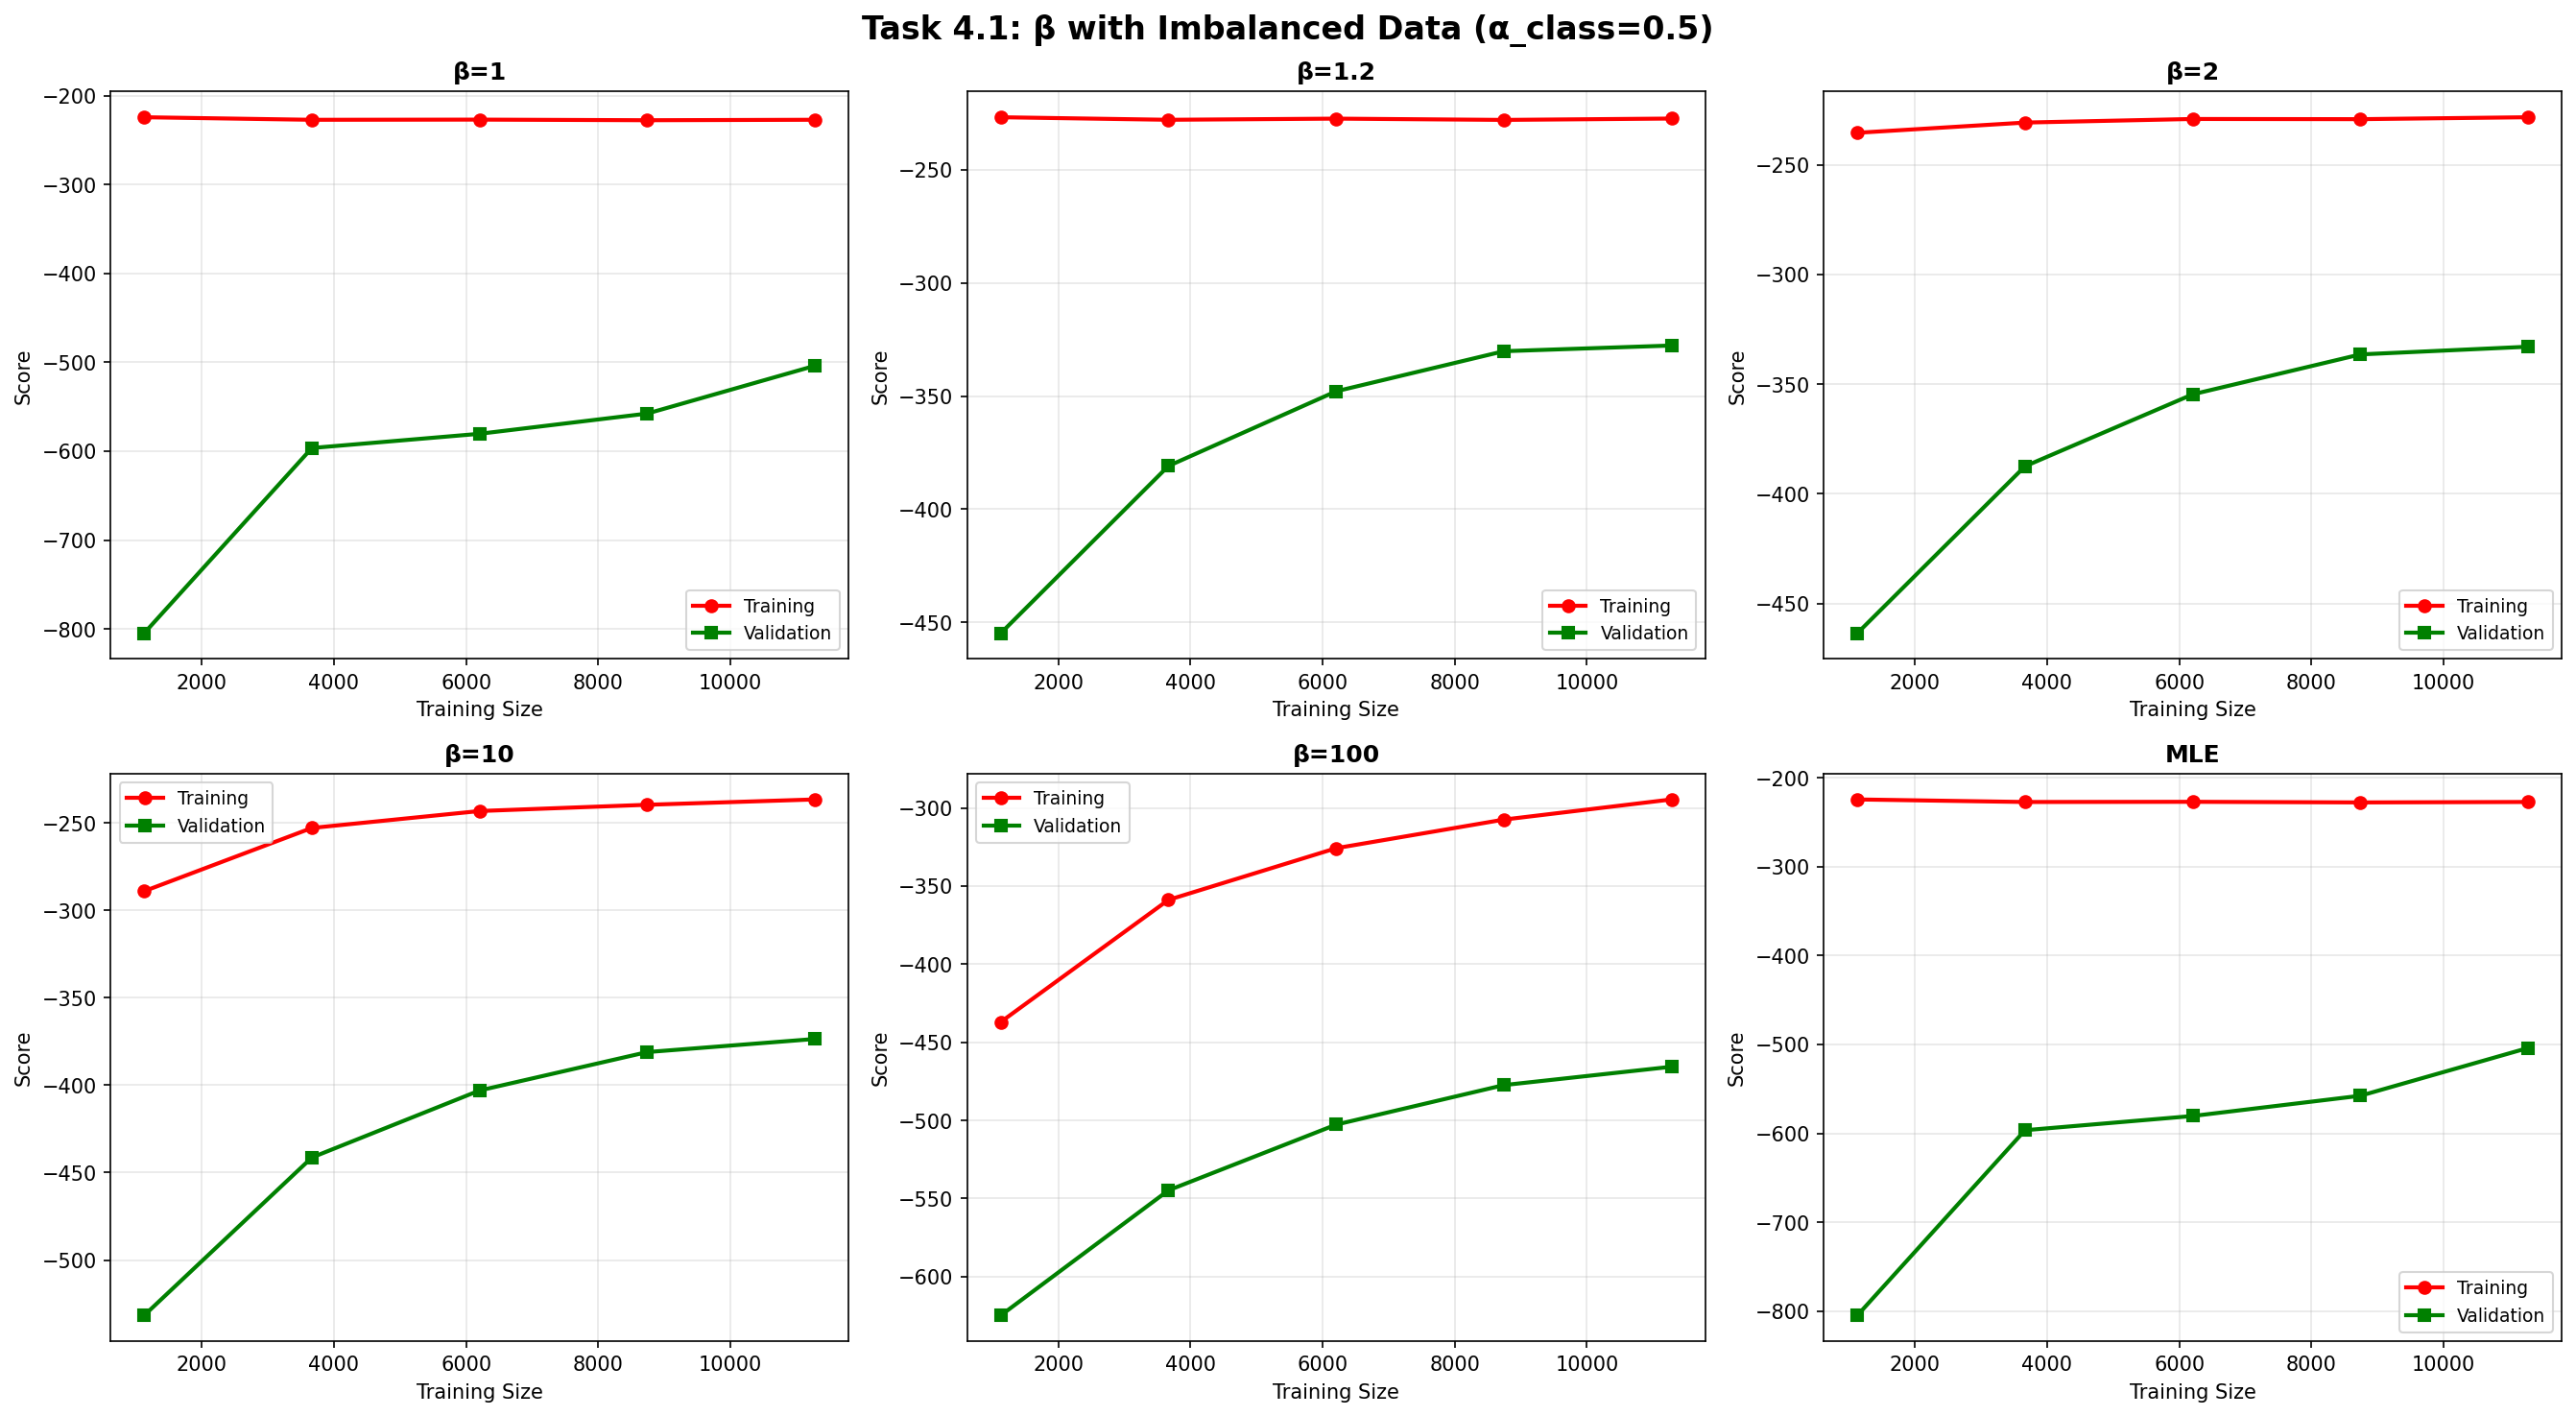 Task 4.1: β with Imbalanced Data (α_class=0.5)
β=1
−200
−300
−400
−500
−600
−700
−800
Score
2000 4000 6000 8000 10000
Training Size
Training
Validation
β=1.2
−250
−300
−350
−400
−450
Score
2000 4000 6000 8000 10000
Training Size
Training
Validation
β=2
−250
−300
−350
−400
−450
Score
2000 4000 6000 8000 10000
Training Size
Training
Validation
β=10
−250
−300
−350
−400
−450
−500
Score
2000 4000 6000 8000 10000
Training Size
Training
Validation
β=100
−300
−350
−400
−450
−500
−550
−600
Score
2000 4000 6000 8000 10000
Training Size
Training
Validation
MLE
−200
−300
−400
−500
−600
−700
−800
Score
2000 4000 6000 8000 10000
Training Size
Training
Validation